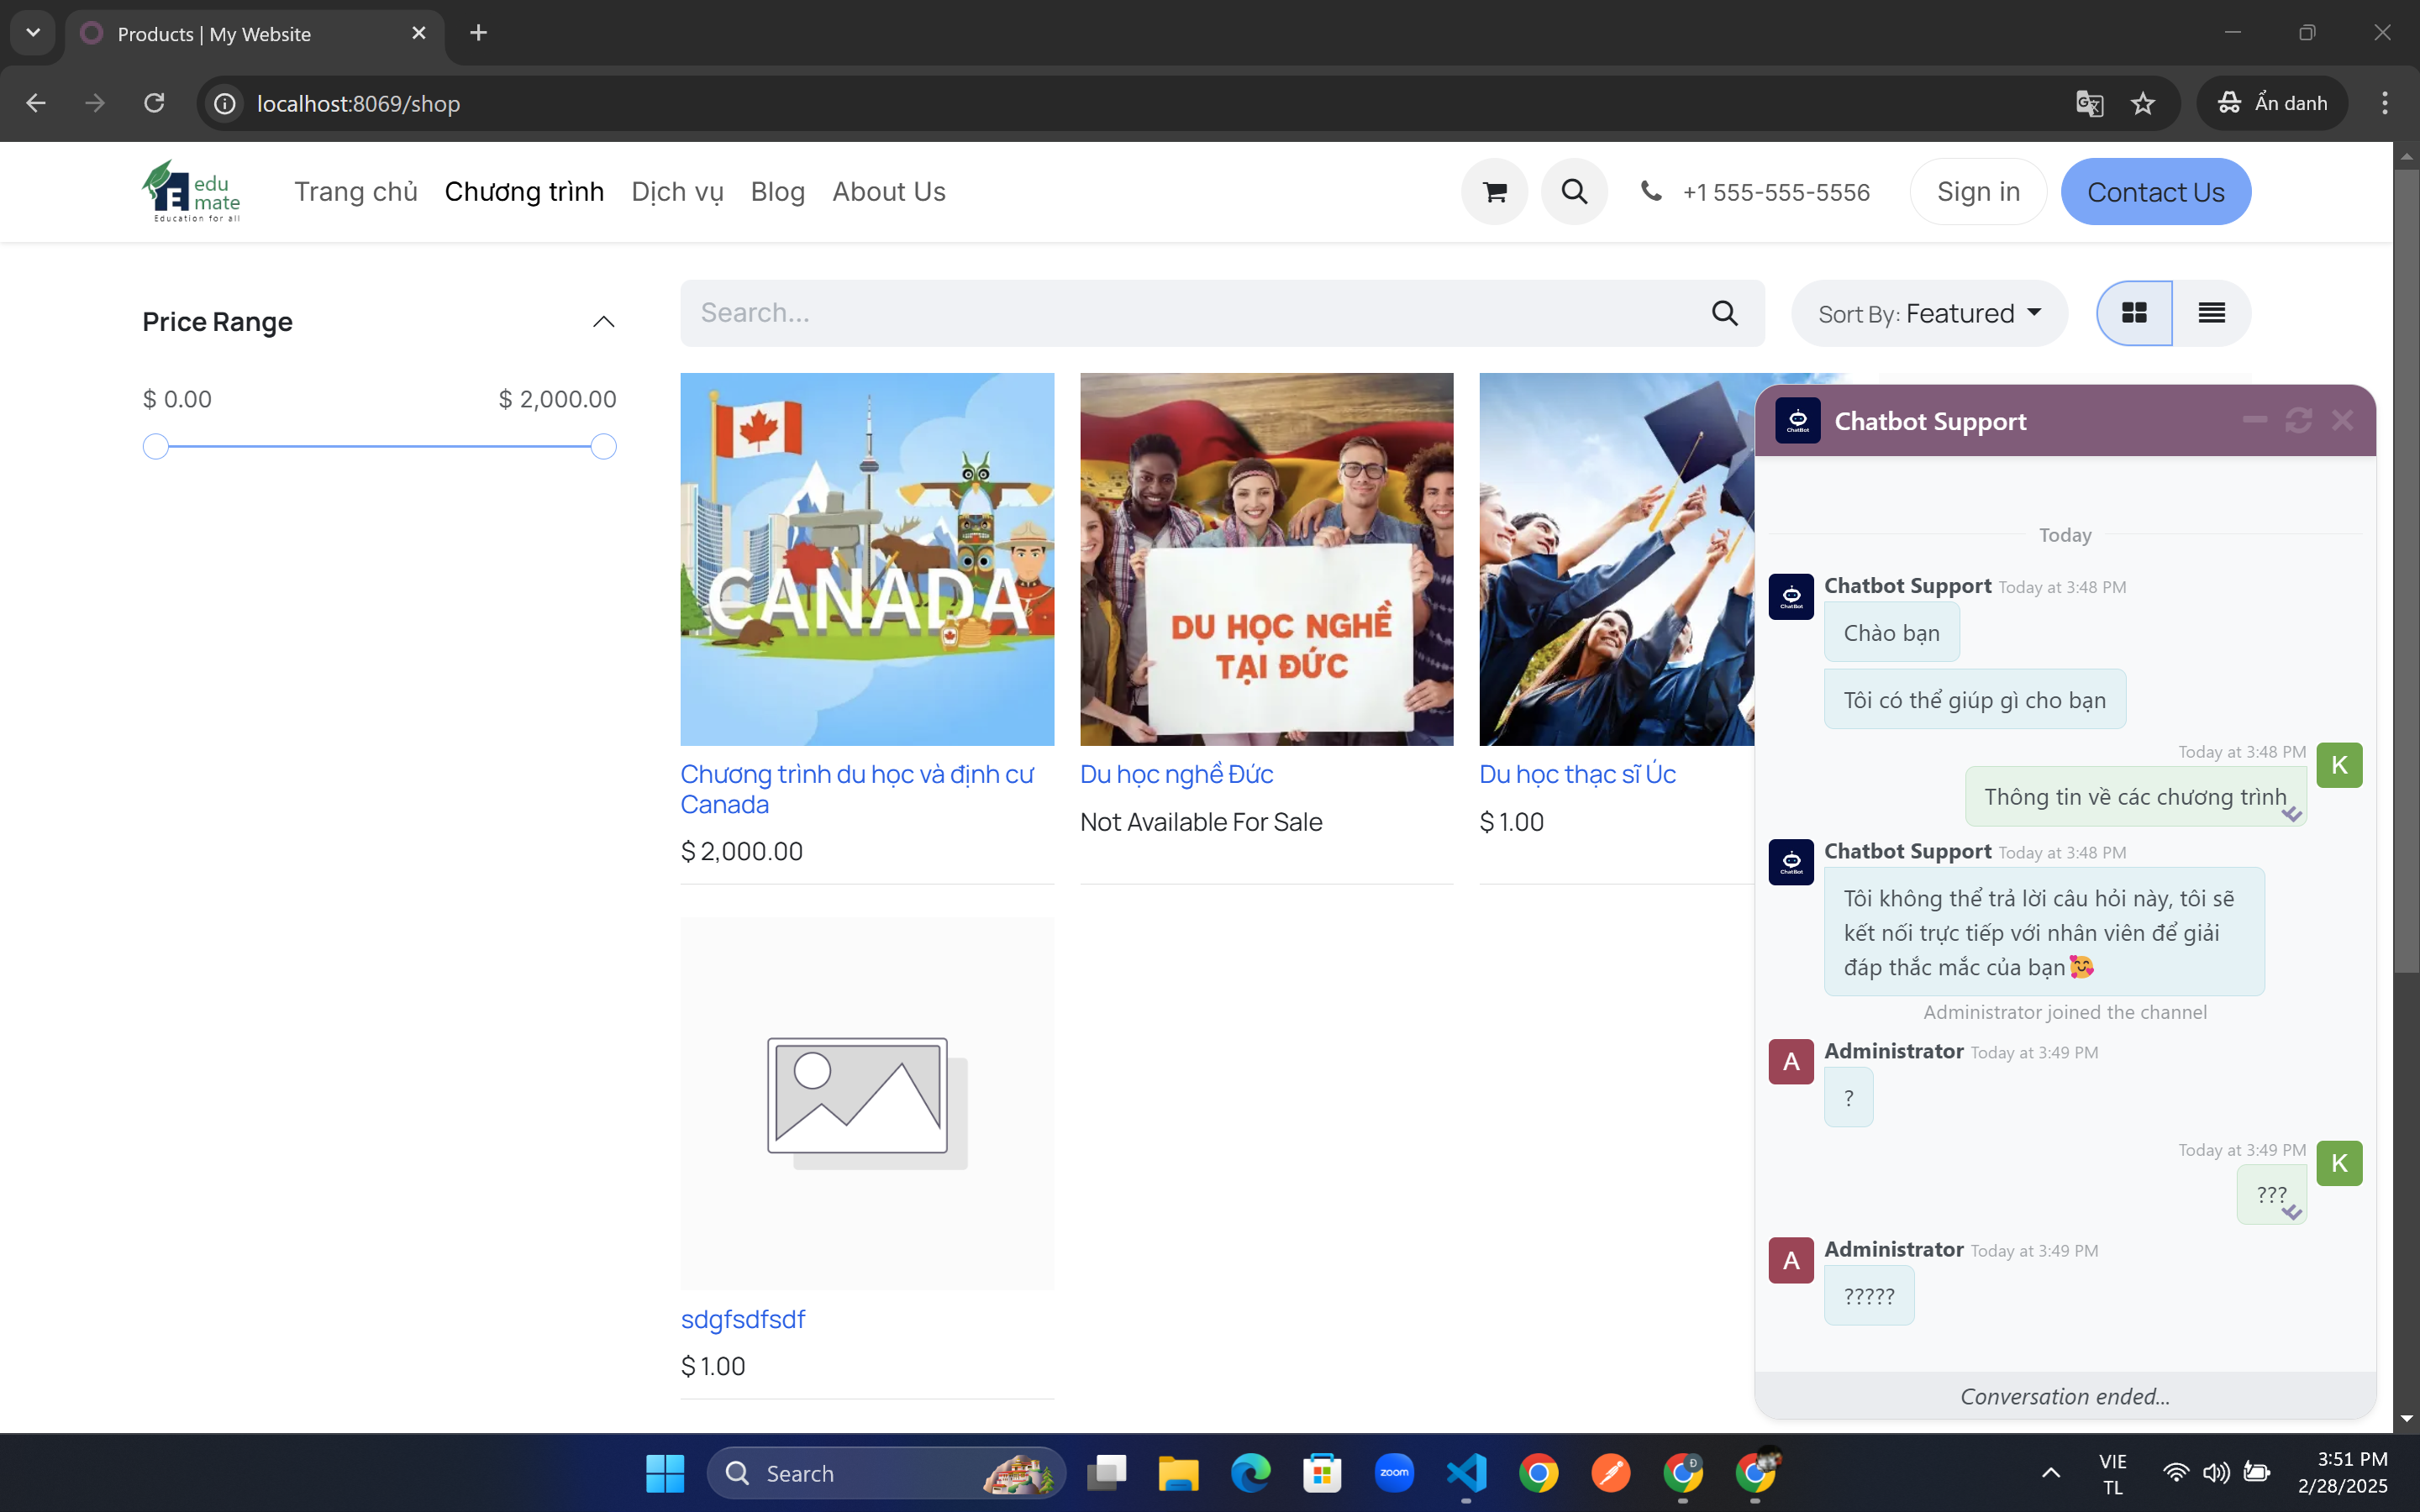 Products | My Website
localhost:8069/shop
Ẩn danh
edu
mate
Education for all
Trang chủ
Chương trình
Dịch vụ
Blog
About Us
+1 555-555-5556
Sign in
Contact Us
Price Range
$ 0.00
$ 2,000.00
Search...
Sort By: Featured
CANADA
DU HỌC NGHỀ
TẠI ĐỨC
Chương trình du học và định cư
Canada
$ 2,000.00
Du học nghề Đức
Not Available For Sale
Du học thạc sĩ Úc
$ 1.00
sdgfsdfsdf
$ 1.00
ChatBot
Chatbot Support
Today
ChatBot
Chatbot Support Today at 3:48 PM
Chào bạn
Tôi có thể giúp gì cho bạn
Today at 3:48 PM
K
Thông tin về các chương trình
ChatBot
Chatbot Support Today at 3:48 PM
Tôi không thể trả lời câu hỏi này, tôi sẽ
kết nối trực tiếp với nhân viên để giải
đáp thắc mắc của bạn🥰
Administrator joined the channel
A
Administrator Today at 3:49 PM
?
Today at 3:49 PM
K
???
A
Administrator Today at 3:49 PM
?????
Conversation ended...
Search
zoom
Đ
VIE
TL
3:51 PM
2/28/2025